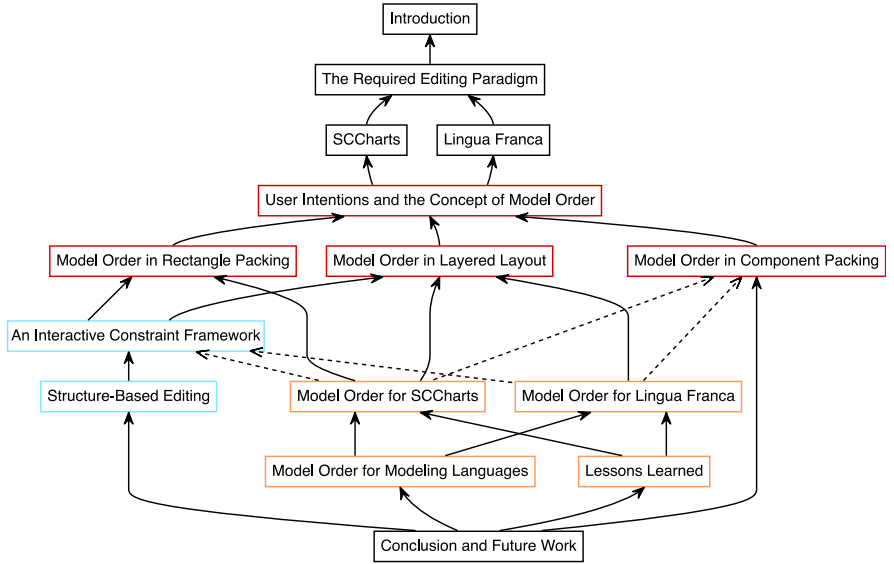 Introduction
The Required Editing Paradigm
SCCharts
Lingua Franca
User Intentions and the Concept of Model Order
Model Order in Rectangle Packing
Model Order in Layered Layout
Model Order in Component Packing
An Interactive Constraint Framework
Structure-Based Editing
Model Order for SCCharts
Model Order for Lingua Franca
Model Order for Modeling Languages
Lessons Learned
Conclusion and Future Work